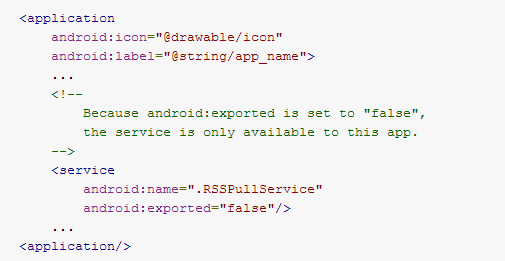 <application
android:icon="@drawable/icon"
android:label="@string/app_name">
...
<!--
Because android:exported is set to "false",
the service is only available to this app.
-->
<service
android:name=".RSSPullService"
android:exported="false"/>
...
<application/>